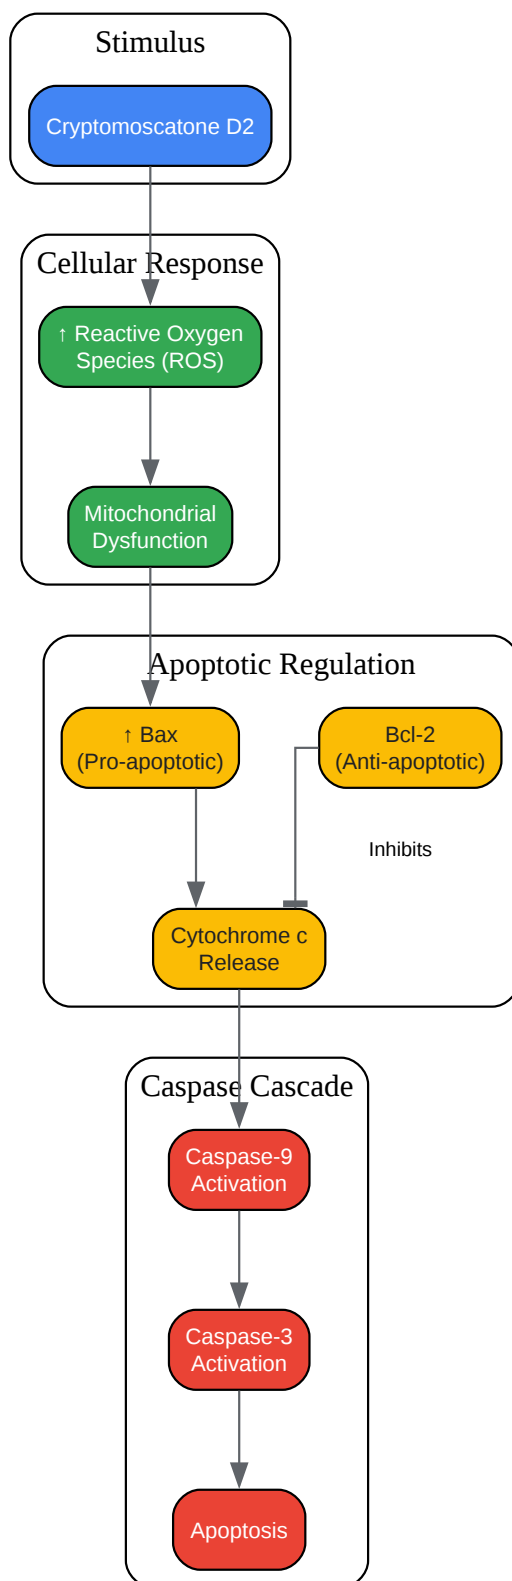 Stimulus
Cryptomoscatone D2
Cellular Response
↑ Reactive Oxygen
Species (ROS)
Mitochondrial
Dysfunction
Apoptotic Regulation
↑ Bax
(Pro-apoptotic)
Bcl-2
(Anti-apoptotic)
Inhibits
Cytochrome c
Release
Caspase Cascade
Caspase-9
Activation
Caspase-3
Activation
Apoptosis